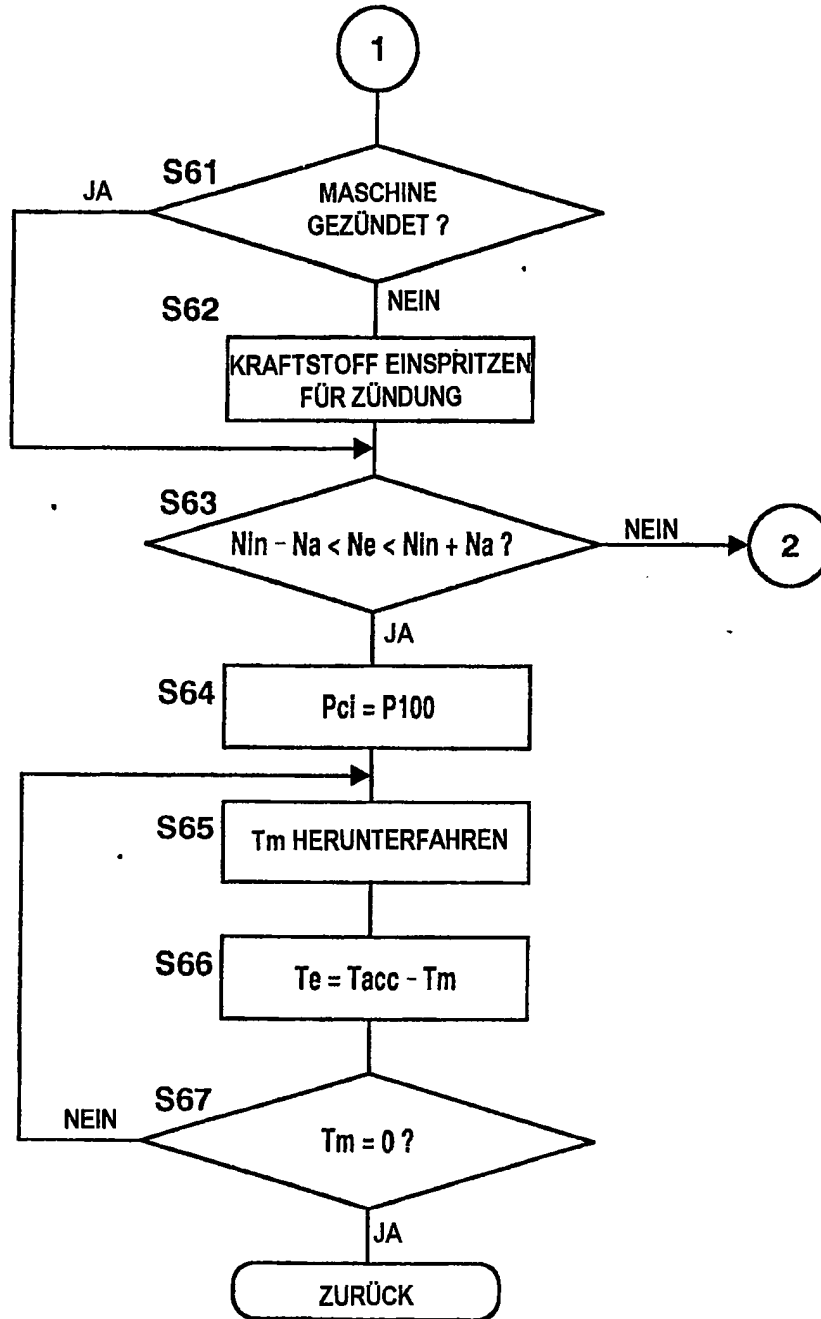 1
S61
JA
MASCHINE
GEZÜNDET ?
NEIN
S62
KRAFTSTOFF EINSPRITZEN
FÜR ZÜNDUNG
S63
Nin - Na < Ne < Nin + Na ?
NEIN
2
JA
S64
Pci = P100
S65
Tm HERUNTERFAHREN
S66
Te = Tacc - Tm
S67
NEIN
Tm = 0 ?
JA
ZURÜCK